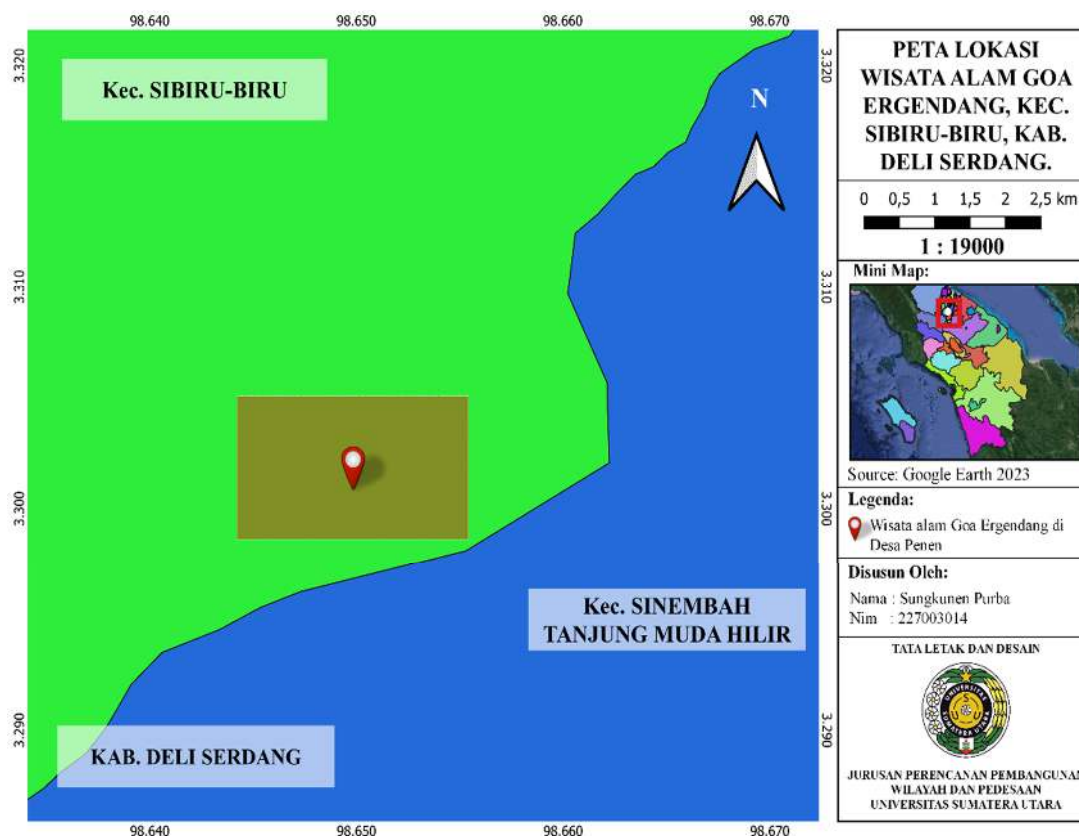 98.640 98.650 98.660 98.670
3.320
3.310
3.300
3.290
Kec. SIBIRU-BIRU
N
Kec. SINEMBAH
TANJUNG MUDA HILIR
KAB. DELI SERDANG
3.320
3.310
3.300
3.290
98.640 98.650 98.660 98.670
PETA LOKASI
WISATA ALAM GOA
ERGENDANG, KEC.
SIBIRU-BIRU, KAB.
DELI SERDANG.
0 0,5 1 1,5 2 2,5 km
1 : 19000
Mini Map:
Source: Google Earth 2023
Legenda:
Wisata alam Goa Ergendang di
Desa Penen
Disusun Oleh:
Nama : Sungkunen Purba
Nim : 227003014
TATA LETAK DAN DESAIN
UNIVERSITAS
SUMATERA UTARA
JURUSAN PERENCANAN PEMBANGUNAN
WILAYAH DAN PEDESAAN
UNIVERSITAS SUMATERA UTARA